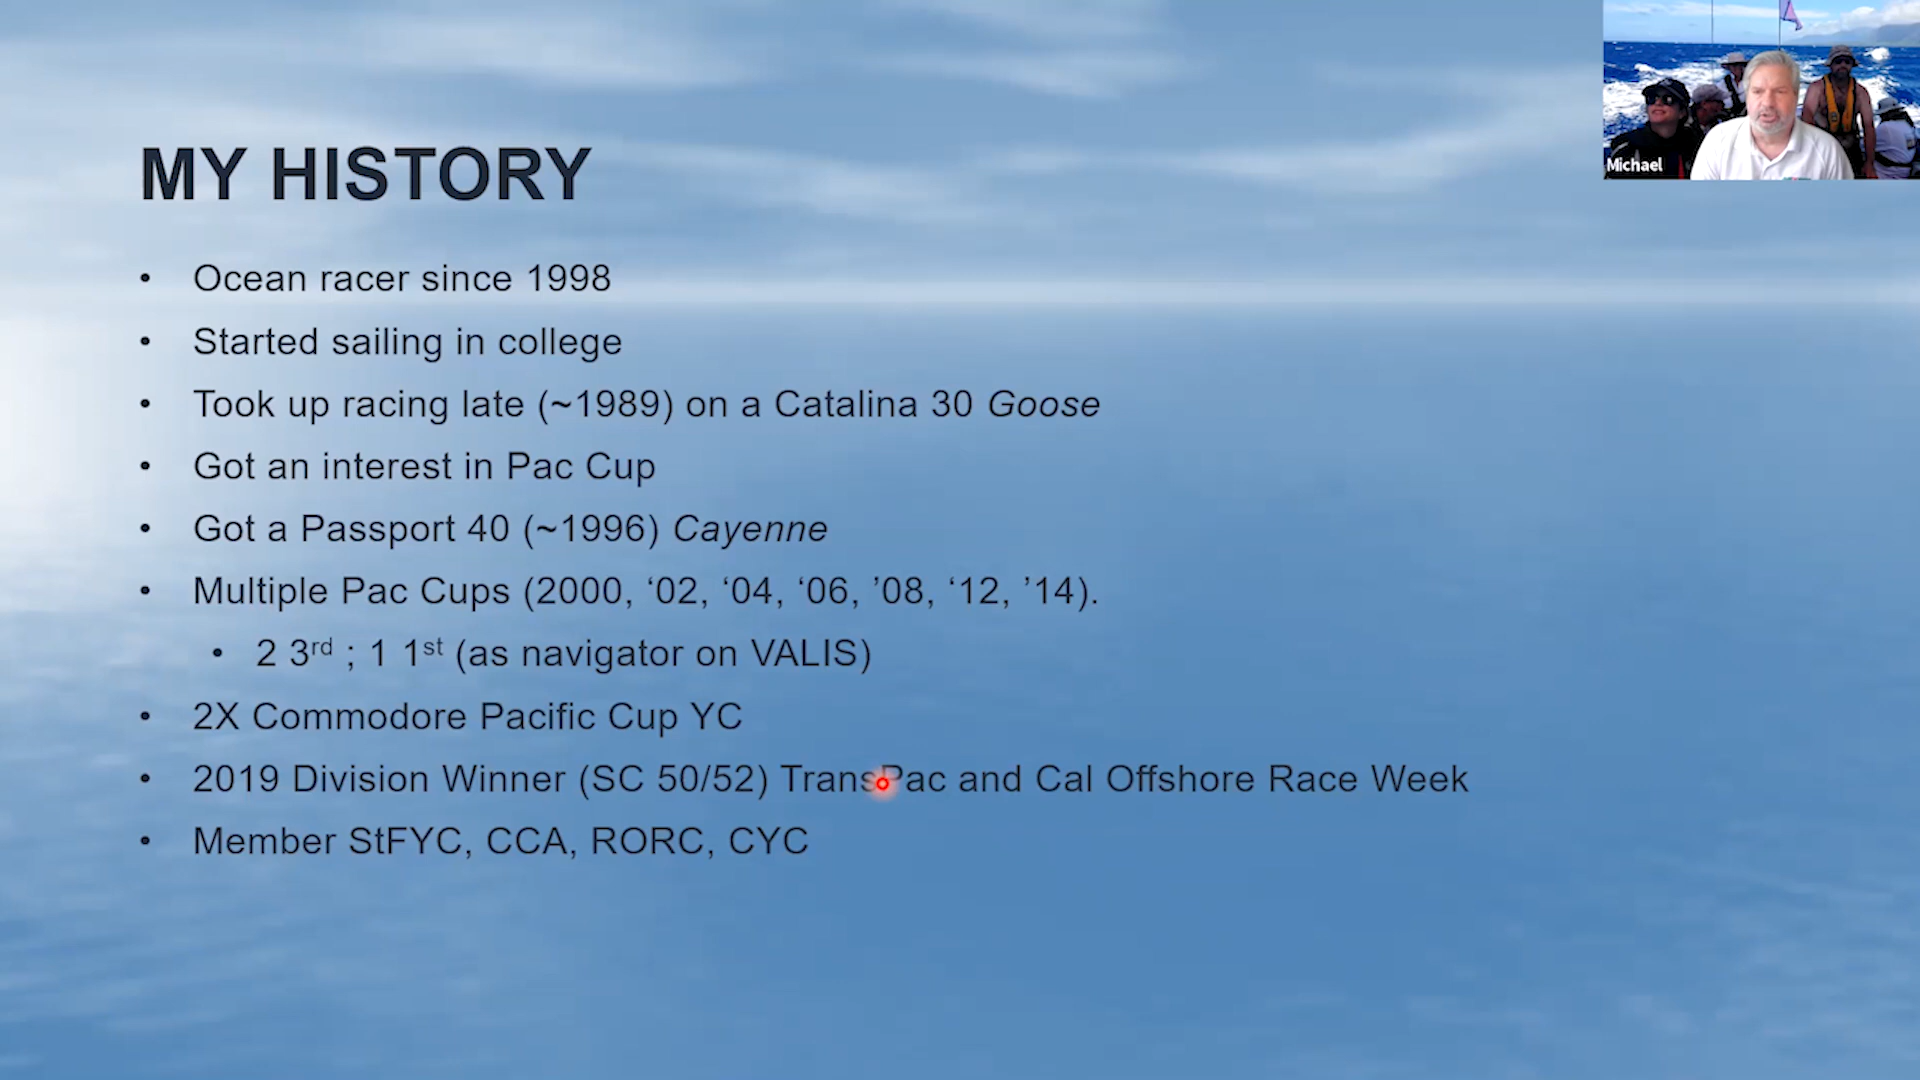 MY HISTORY
Michael
• Ocean racer since 1998
• Started sailing in college
• Took up racing late (~1989) on a Catalina 30 Goose
• Got an interest in Pac Cup
• Got a Passport 40 (~1996) Cayenne
• Multiple Pac Cups (2000, ‘02, ‘04, ‘06, ’08, ‘12, ’14).
• 2 3rd ; 1 1st (as navigator on VALIS)
• 2X Commodore Pacific Cup YC
• 2019 Division Winner (SC 50/52) TransPac and Cal Offshore Race Week
• Member StFYC, CCA, RORC, CYC